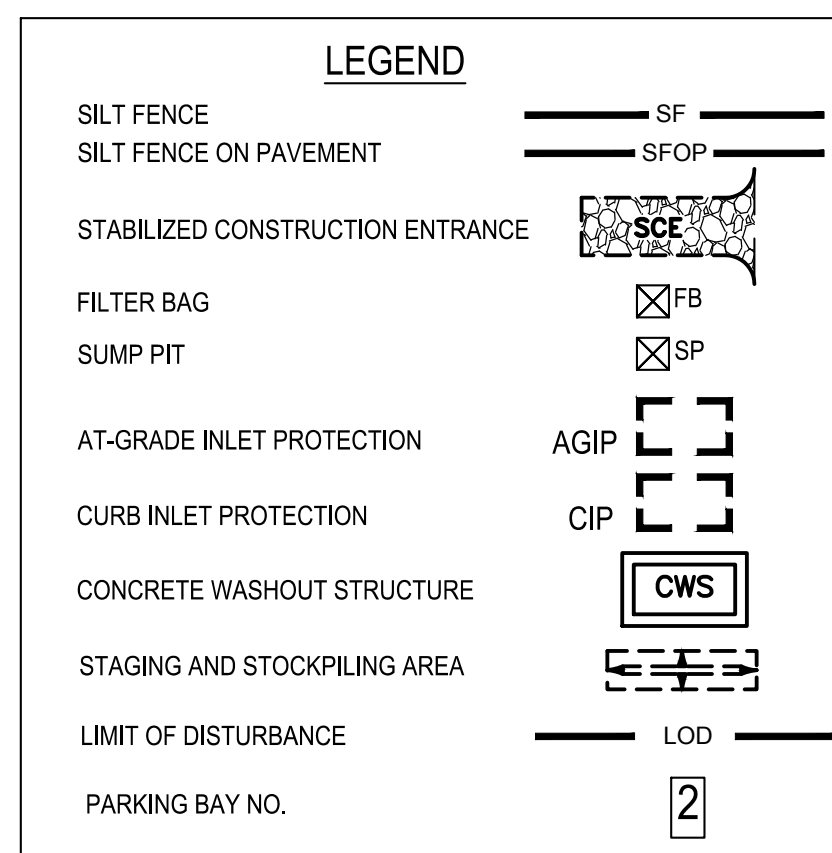 LEGEND
SILT FENCE SF
SILT FENCE ON PAVEMENT SFOP
STABILIZED CONSTRUCTION ENTRANCE SCE
FILTER BAG FB
SUMP PIT SP
AT-GRADE INLET PROTECTION AGIP
CURB INLET PROTECTION CIP
CONCRETE WASHOUT STRUCTURE CWS
STAGING AND STOCKPILING AREA
LIMIT OF DISTURBANCE LOD
PARKING BAY NO. 2